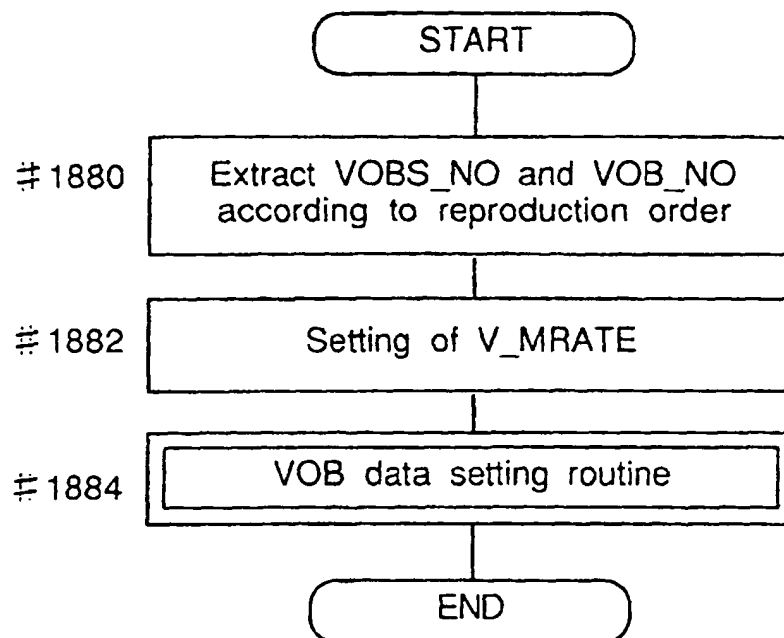 START
#1880
Extract VOBS_NO and VOB_NO
according to reproduction order
#1882
Setting of V_MRATE
#1884
VOB data setting routine
END